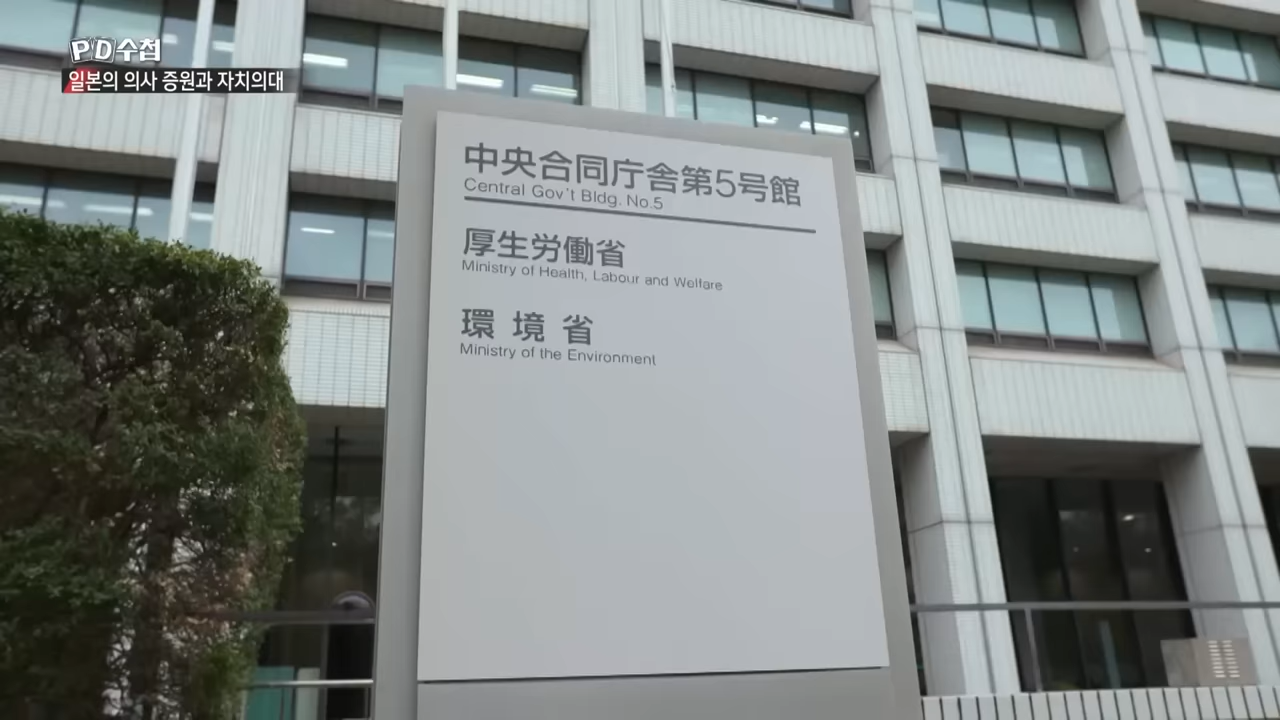 PD수첩
일본의 의사 증원과 자치의대
中央合同庁舎第5号館
Central Gov't Bldg. No.5
厚生労働省
Ministry of Health, Labour and Welfare
環境省
Ministry of the Environment